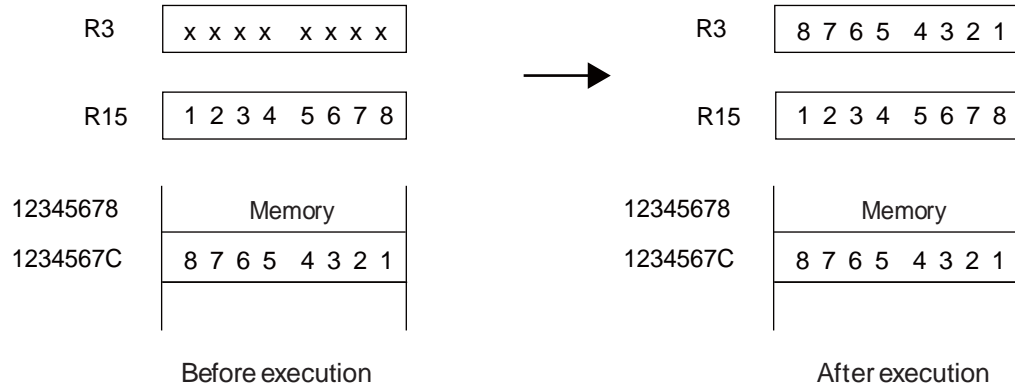 R3 x x x x x x x x R3 8 7 6 5 4 3 2 1
R15 1 2 3 4 5 6 7 8 R15 1 2 3 4 5 6 7 8
12345678 Memory 12345678 Memory
1234567C 8 7 6 5 4 3 2 1 1234567C 8 7 6 5 4 3 2 1
Before execution After execution